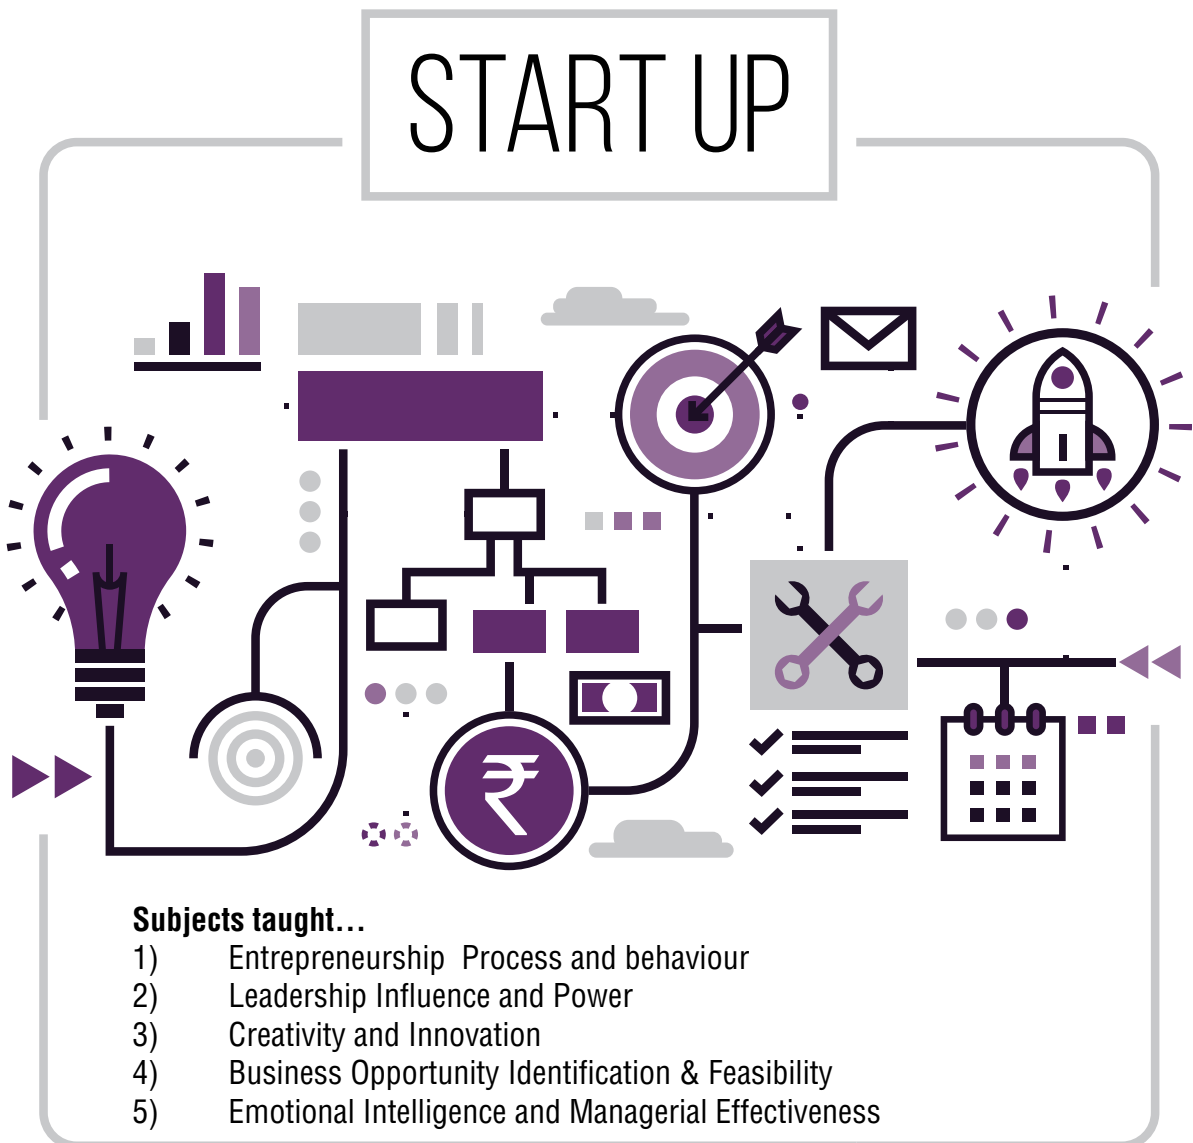 START UP
₹
Subjects taught...
1) Entrepreneurship Process and behaviour
2) Leadership Influence and Power
3) Creativity and Innovation
4) Business Opportunity Identification & Feasibility
5) Emotional Intelligence and Managerial Effectiveness